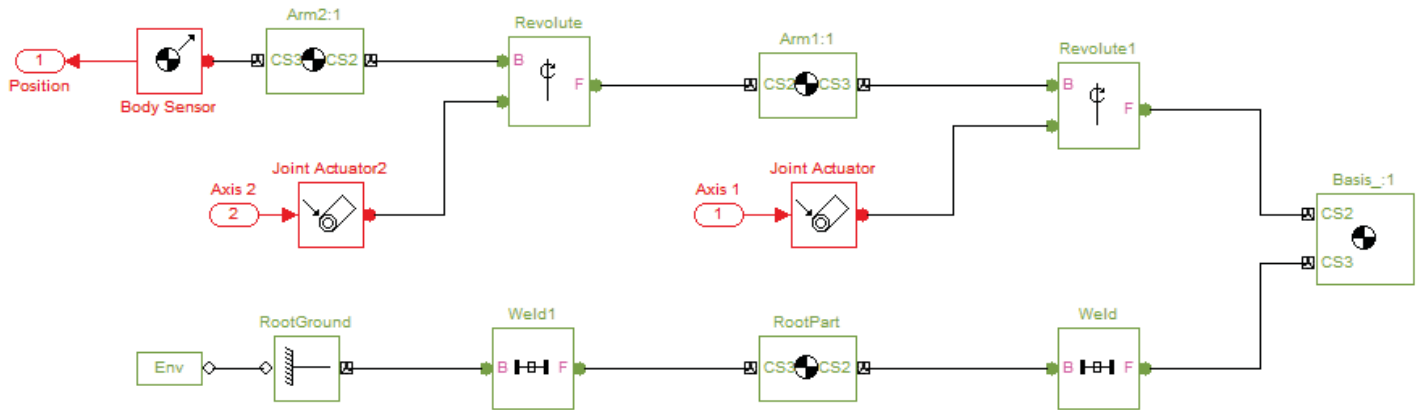 Arm2:1
Revolute
Arm1:1
Revolute1
1
CS3 CS2
B
F
CS2 CS3
B
F
Position
Body Sensor
Joint Actuator2
Joint Actuator
Axis 2
2
Axis 1
1
Basis_:1
CS2
CS3
RootGround
Weld1
RootPart
Weld
Env
B F
CS3 CS2
B F